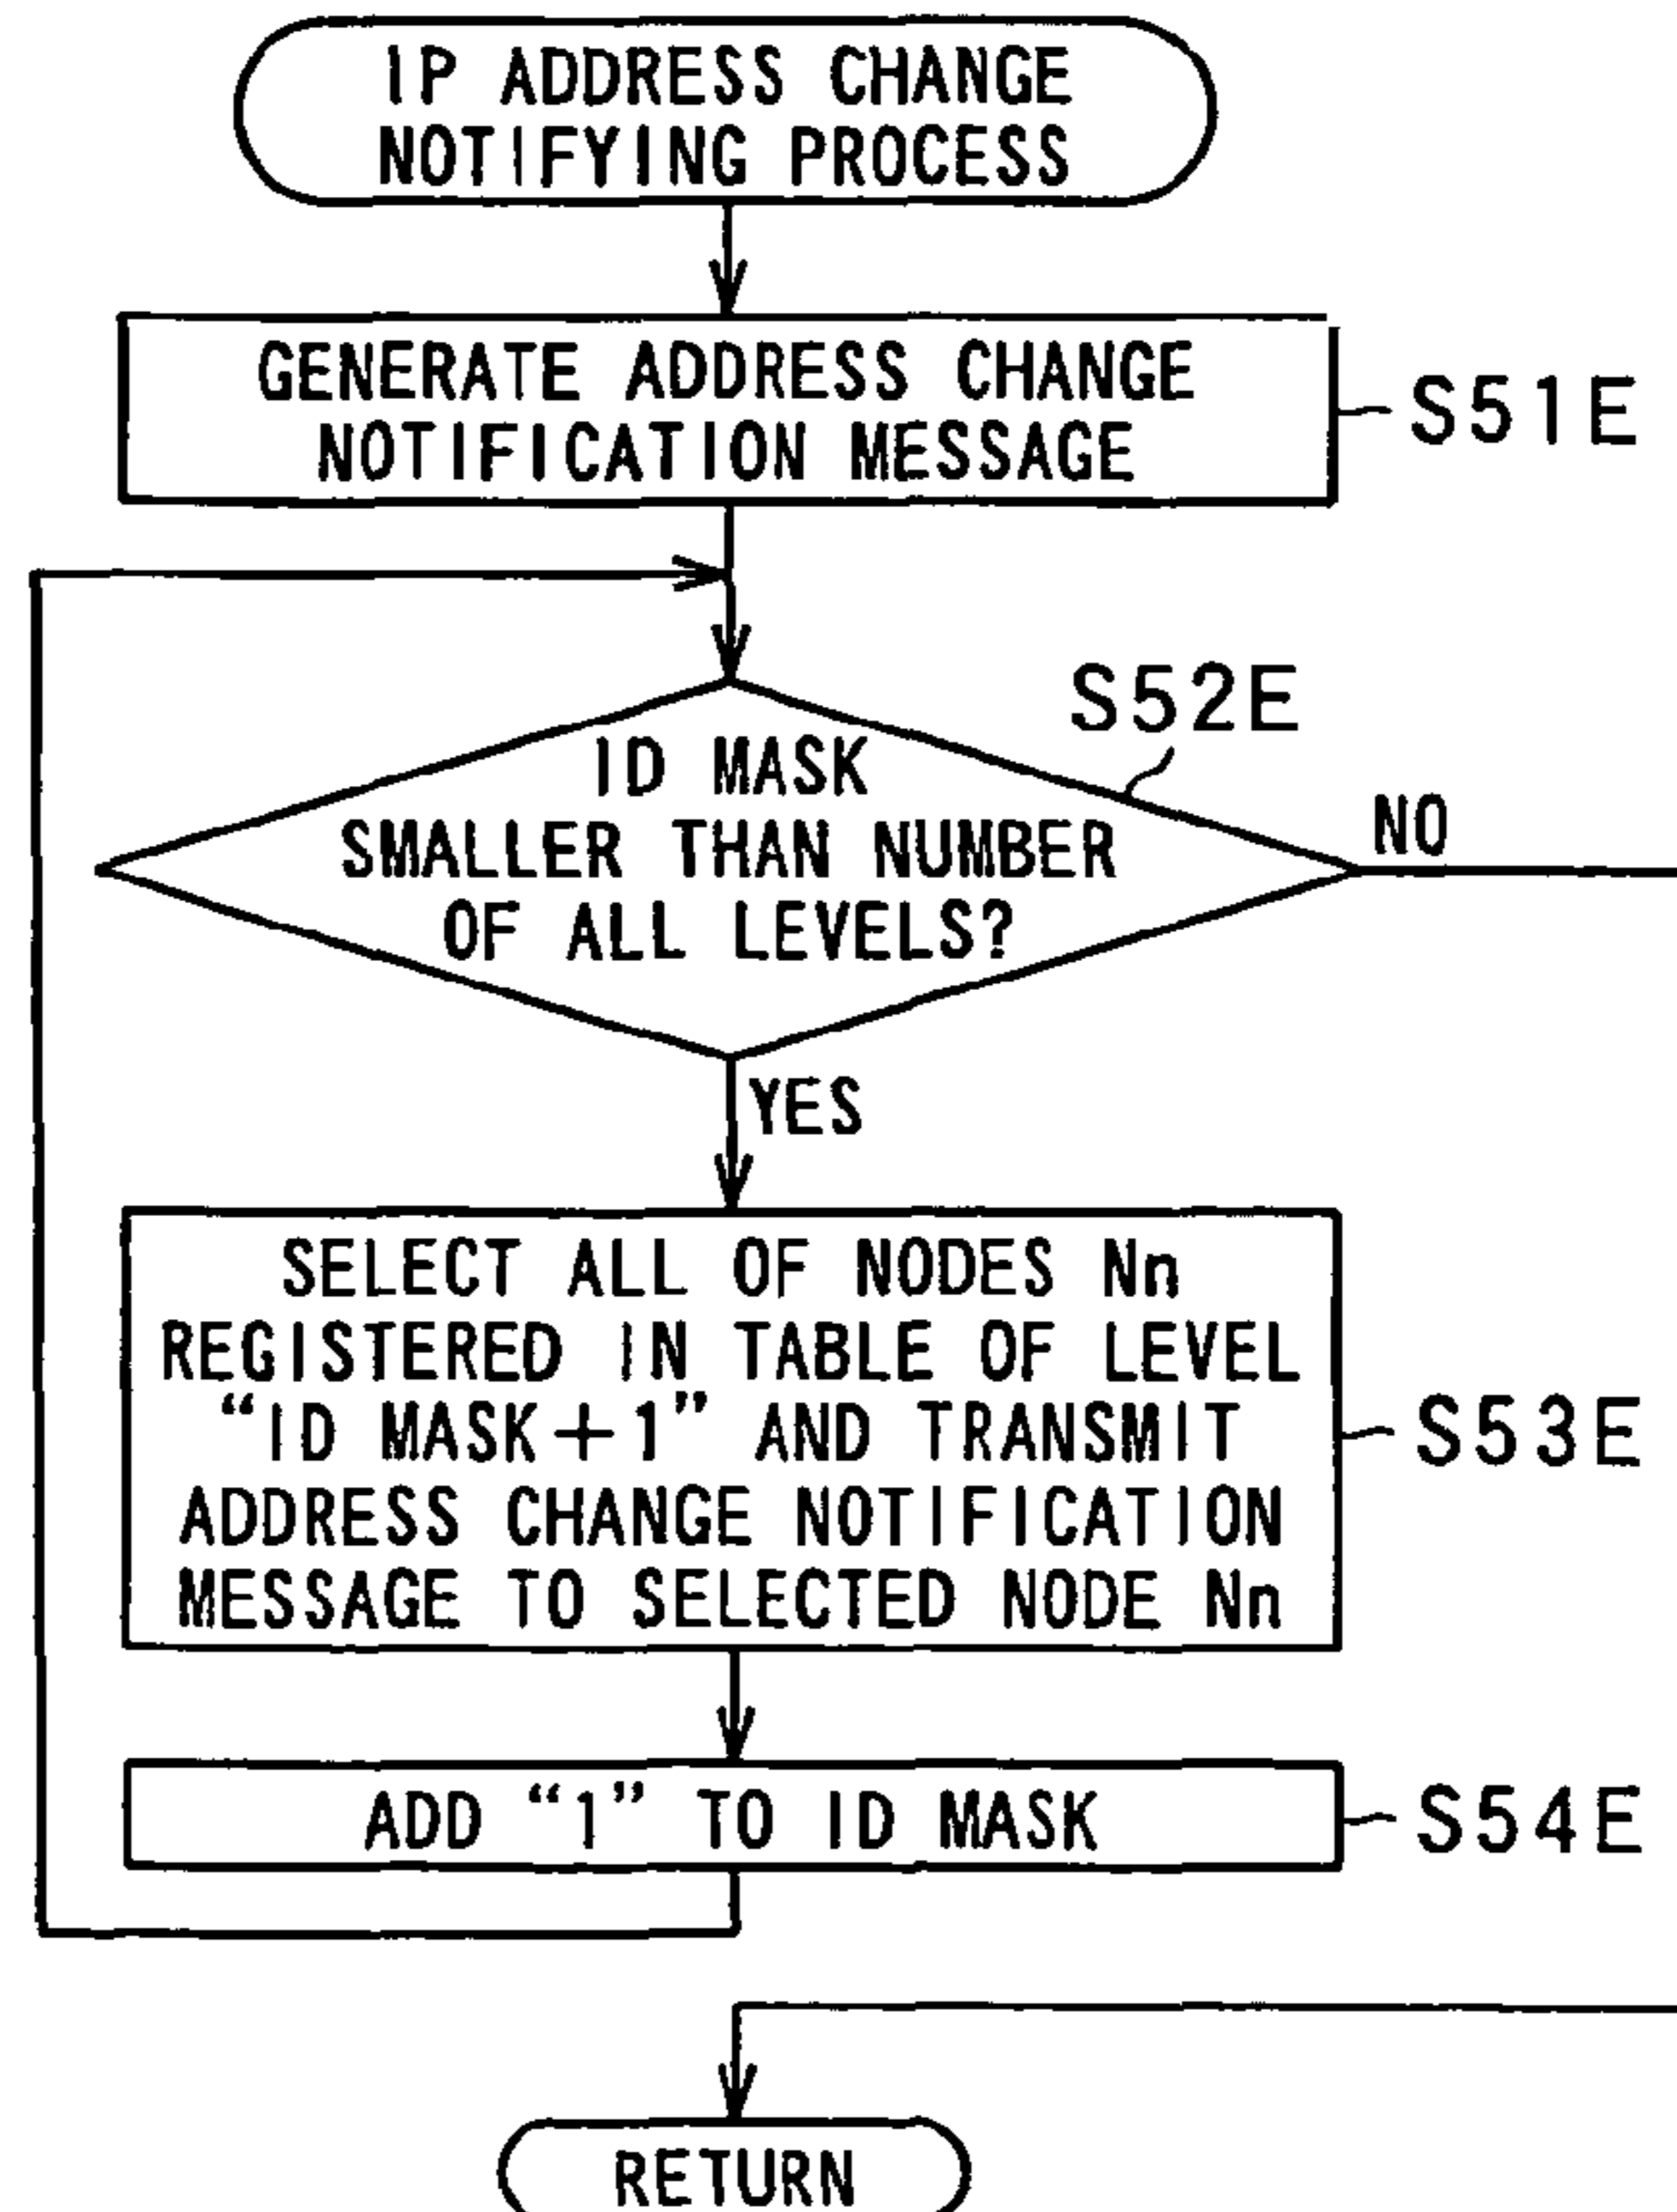 IP ADDRESS CHANGE
NOTIFYING PROCESS
GENERATE ADDRESS CHANGE
NOTIFICATION MESSAGE
S51E
S52E
ID MASK
SMALLER THAN NUMBER
OF ALL LEVELS?
NO
YES
SELECT ALL OF NODES Nn
REGISTERED IN TABLE OF LEVEL
“ID MASK+1” AND TRANSMIT
ADDRESS CHANGE NOTIFICATION
MESSAGE TO SELECTED NODE Nn
S53E
ADD “1” TO ID MASK
S54E
RETURN